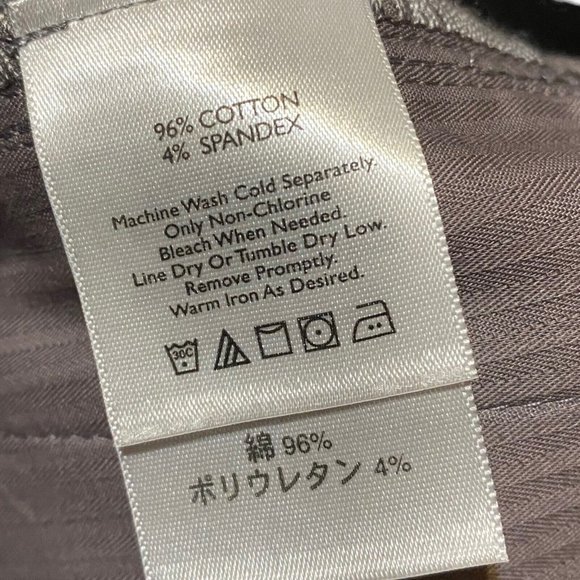 96% COTTON
4% SPANDEX
Machine Wash Cold Separately.
Only Non-Chlorine
Bleach When Needed.
Line Dry Or Tumble Dry Low.
Remove Promptly.
Warm Iron As Desired.
30C
綿 96%
ポリウレタン 4%